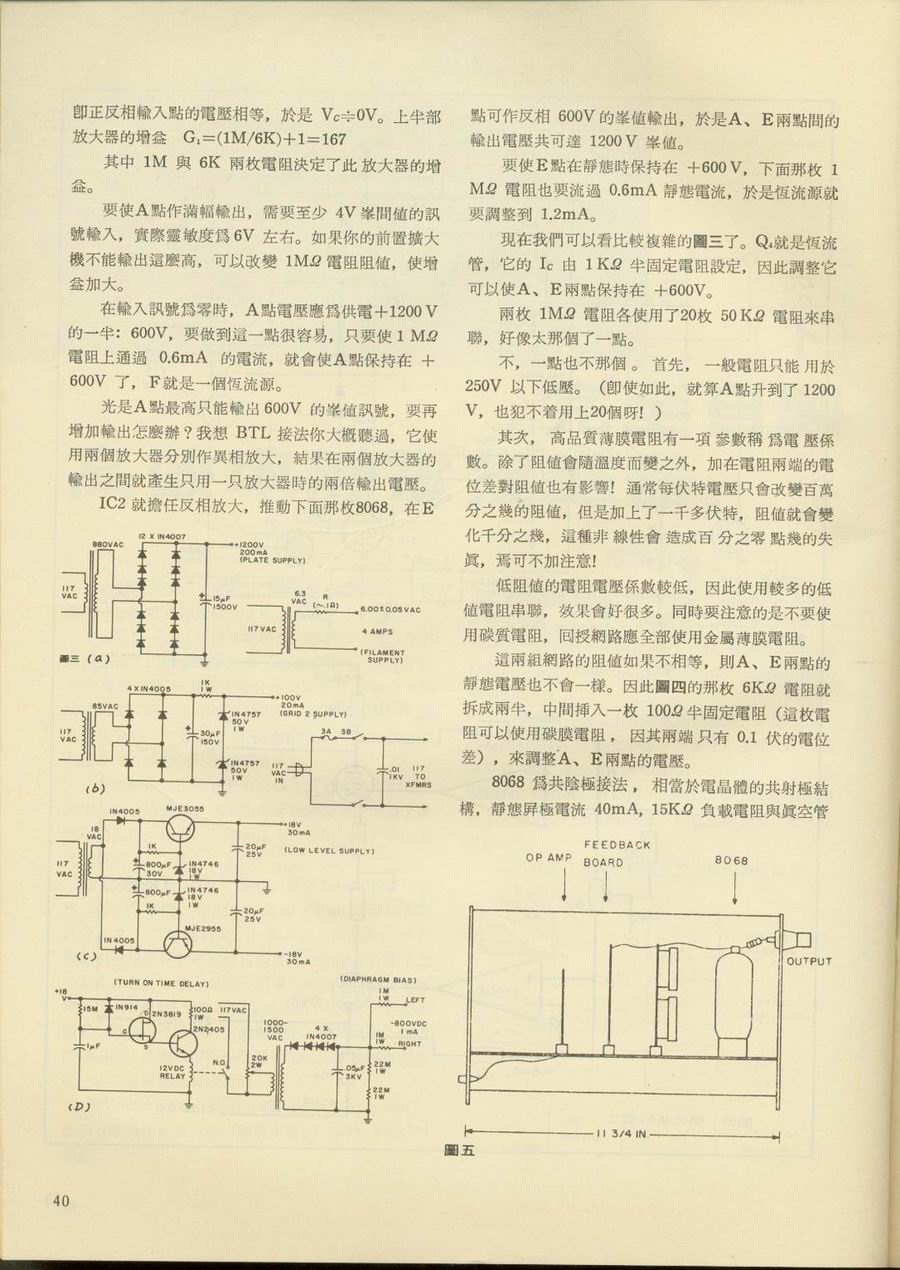 卽正反相輸入點的電壓相等，於是 Vc≒0V。上半部
放大器的增益　G₁=(1M/6K)+1=167
其中 1M 與 6K 兩枚電阻決定了此 放大器的增
益。
要使A點作滿幅輸出，需要至少 4V 峯間值的訊
號輸入，實際靈敏度爲 6V 左右。如果你的前置擴大
機不能輸出這麽高，可以改變 1MΩ 電阻阻値，使增
益加大。
在輸入訊號爲零時，A點電壓應爲供電+1200 V
的一半：600V，要做到這一點很容易，只要使 1 MΩ
電阻上通過 0.6mA 的電流，就會使A點保持在 +
600V 了，F就是一個恆流源。
光是A點最高只能輸出 600V 的峯值訊號，要再
增加輸出怎麽辦？我想 BTL 接法你大概聽過，它使
用兩個放大器分別作異相放大，結果在兩個放大器的
輸出之間就產生只用一只放大器時的兩倍輸出電壓。
IC2 就擔任反相放大，推動下面那枚8068，在E
點可作反相 600V 的峯値輸出，於是A、E兩點間的
輸出電壓共可達 1200 V 峯値。
要使E點在靜態時保持在 +600 V，下面那枚 1
MΩ 電阻也要流過 0.6mA 靜態電流，於是恆流源就
要調整到 1.2mA。
現在我們可以看比較複雜的圖三了。Q₄就是恆流
管，它的 Ic 由 1 KΩ 半固定電阻設定，因此調整它
可以使A、E兩點保持在 +600V。
兩枚 1MΩ 電阻各使用了20枚 50 KΩ 電阻來串
聯，好像太那個了一點。
不，一點也不那個。首先，一般電阻只能 用於
250V 以下低壓。（卽使如此，就算A點升到了 1200
V，也犯不着用上20個呀！）
其次，高品質薄膜電阻有一項 參數稱 爲電 壓係
數。除了阻値會隨溫度而變之外，加在電阻兩端的電
位差對阻値也有影響！通常每伏特電壓只會改變百萬
分之幾的阻値，但是加上了一千多伏特，阻値就會變
化千分之幾，這種非 線性會 造成百 分之零 點幾的失
眞，焉可不加注意！
低阻値的電阻電壓係數較低，因此使用較多的低
値電阻串聯，效果會好很多。同時要注意的是不要使
用碳質電阻，囘授網路應全部使用金屬薄膜電阻。
這兩組網路的阻値如果不相等，則A、E兩點的
靜態電壓也不會一樣。因此圖四的那枚 6KΩ 電阻就
拆成兩半，中間揷入一枚 100Ω半固定電阻（這枚電
阻可以使用碳膜電阻，因其兩端 只有 0.1 伏的電位
差），來調整A、E兩點的電壓。
8068 爲共陰極接法，相當於電晶體的共射極結
構，靜態屛極電流 40mA, 15KΩ 負載電阻與眞空管
880VAC
12 X IN4007
+1200V
200mA
(PLATE SUPPLY)
117
VAC
15μF
1500V
6.3
VAC
R
(~.1Ω)
6.00±0.05VAC
117VAC
4 AMPS
(FILAMENT
SUPPLY)
圖三 (a)
4XIN4005
1K
1W
+100V
20mA
(GRID 2 SUPPLY)
85VAC
IN4757
50V
1W
117
VAC
30μF
150V
IN4757
50V
1W
(b)
3A SB
117
VAC
IN
.01
1KV
117
TO
XFMRS
IN4005
MJE3055
+18V
30mA
18
VAC
1K
20μF
25V
(LOW LEVEL SUPPLY)
117
VAC
800μF
30V
IN4746
18V
1W
800μF
IN4746
18V
1W
1K
20μF
25V
MJE2955
IN4005
-18V
30mA
(c)
(TURN ON TIME DELAY)
(DIAPHRAGM BIAS)
+18
V
15M
IN914
D
2N3819
G
S
100Ω
1W
117VAC
2N2405
1μF
12VDC
RELAY
N.O.
20K
2W
1000-
1500
VAC
4 X
IN4007
1M
1W
LEFT
-800VDC
1mA
1M
1W
RIGHT
.05μF
3KV
22M
1W
22M
1W
(D)
FEEDBACK
BOARD
OP AMP
8068
OUTPUT
11 3/4 IN.
圖五
40